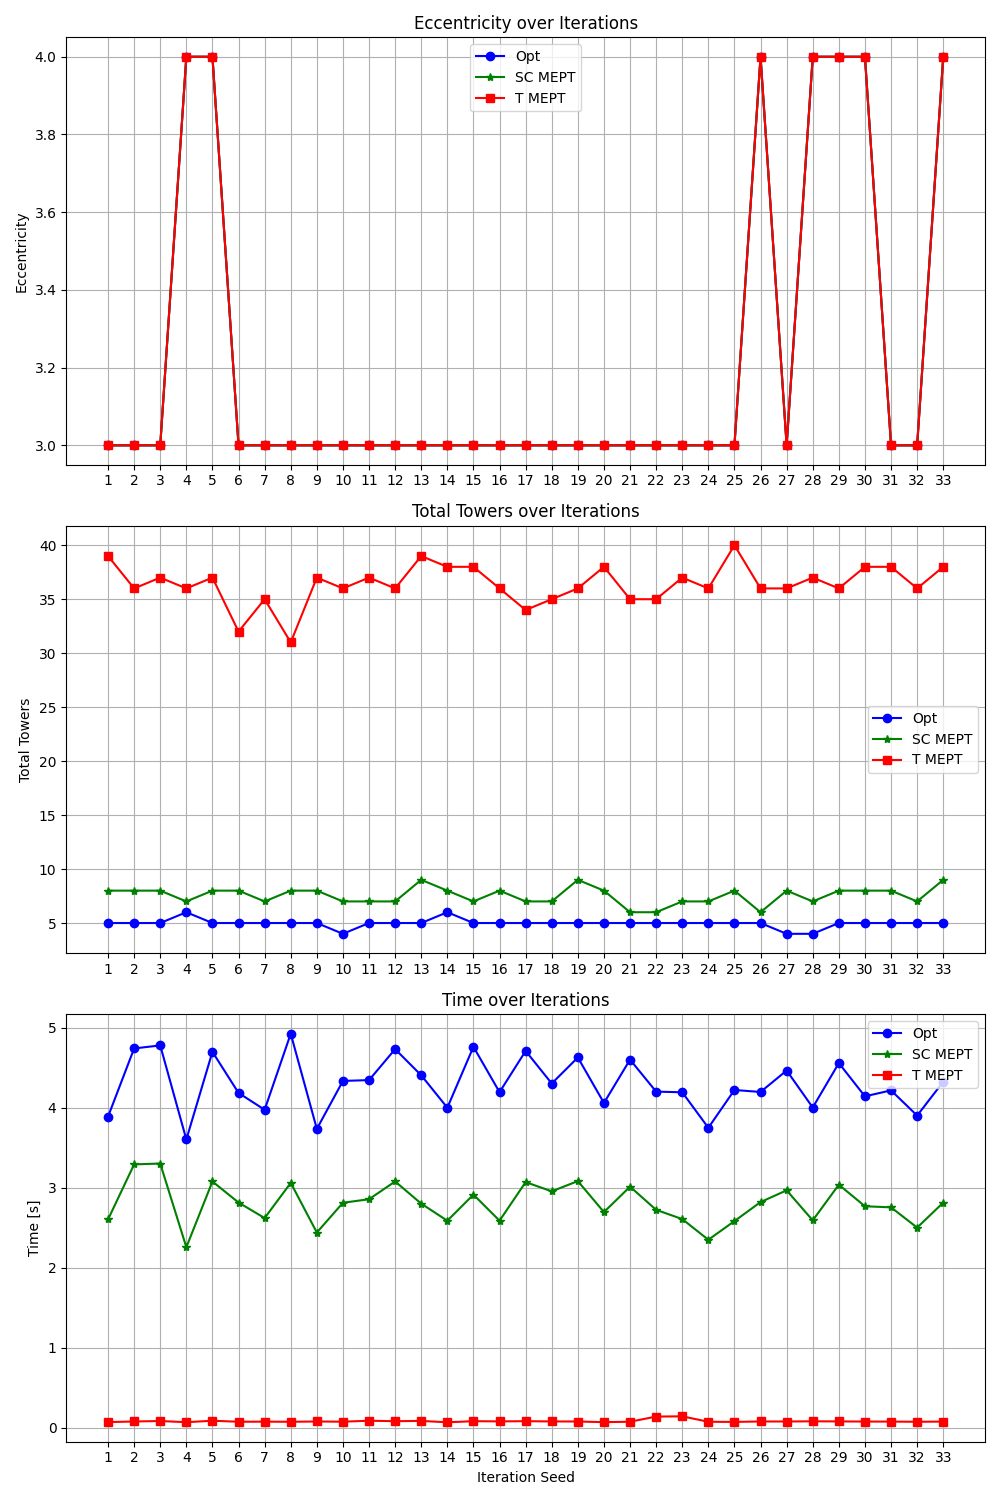 Eccentricity over Iterations
Opt
SC MEPT
T MEPT
4.0
3.8
3.6
3.4
3.2
3.0
Eccentricity
1 2 3 4 5 6 7 8 9 10 11 12 13 14 15 16 17 18 19 20 21 22 23 24 25 26 27 28 29 30 31 32 33
Total Towers over Iterations
40
35
30
25
20
15
10
5
Total Towers
Opt
SC MEPT
T MEPT
1 2 3 4 5 6 7 8 9 10 11 12 13 14 15 16 17 18 19 20 21 22 23 24 25 26 27 28 29 30 31 32 33
Time over Iterations
Opt
SC MEPT
T MEPT
5
4
3
2
1
0
Time [s]
1 2 3 4 5 6 7 8 9 10 11 12 13 14 15 16 17 18 19 20 21 22 23 24 25 26 27 28 29 30 31 32 33
Iteration Seed